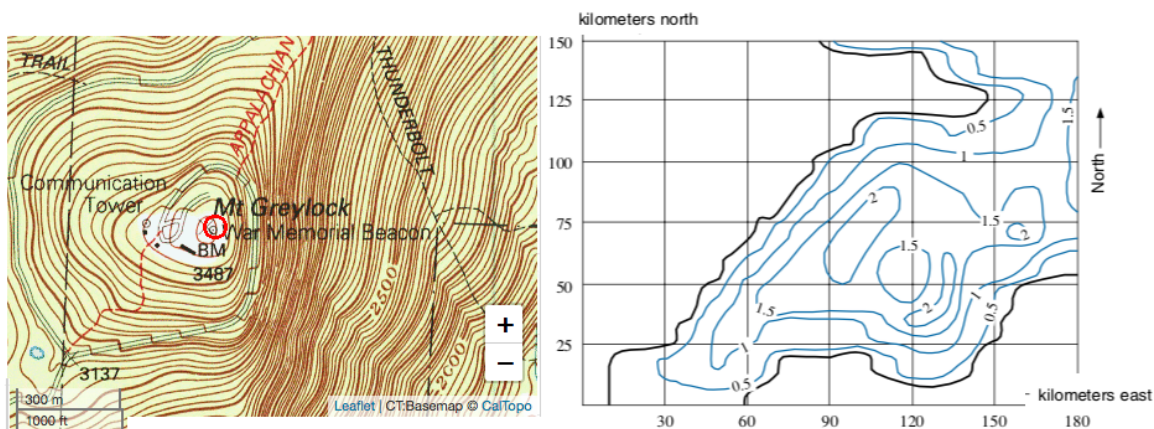 TRAIL
APPALACHIAN
THUNDERBOLT
Communication
Tower
Mt Greylock
War Memorial Beacon
BM
3487
2500
2000
3137
+
−
300 m
1000 ft
Leaflet | CT:Basemap © CalTopo
kilometers north
150
125
100
75
50
25
0.5
1
1.5
2
1.5
1.5
2
1.5
2
1.5
1
0.5
1
0.5
North
kilometers east
30
60
90
120
150
180